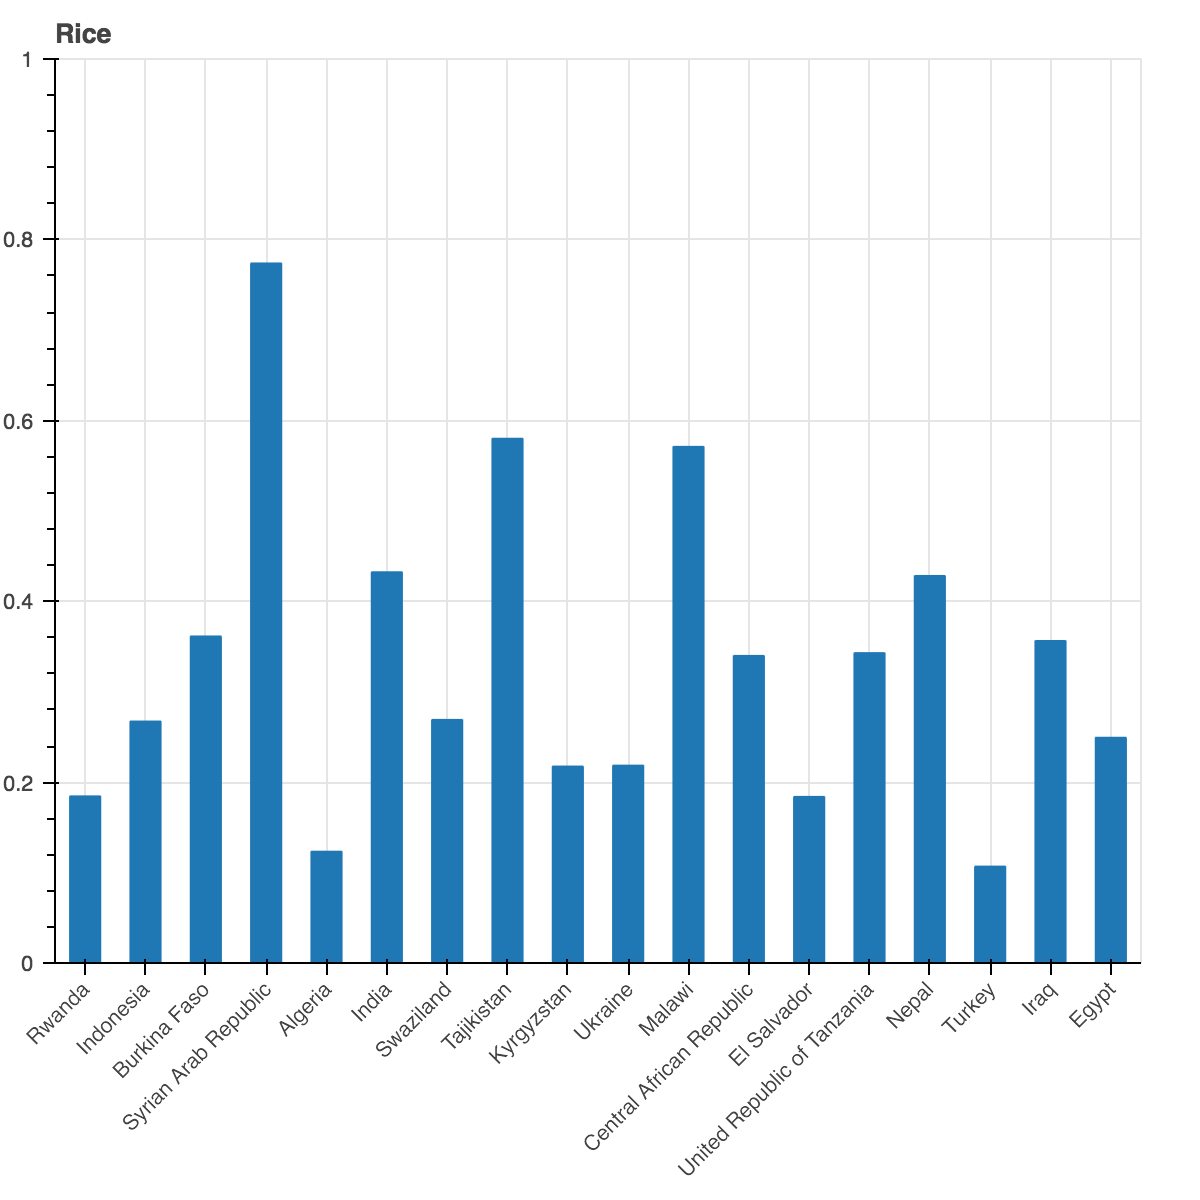 Rice
1
0.8
0.6
0.4
0.2
0
Rwanda
Indonesia
Burkina Faso
Syrian Arab Republic
Algeria
India
Swaziland
Tajikistan
Kyrgyzstan
Ukraine
Malawi
Central African Republic
El Salvador
United Republic of Tanzania
Nepal
Turkey
Iraq
Egypt